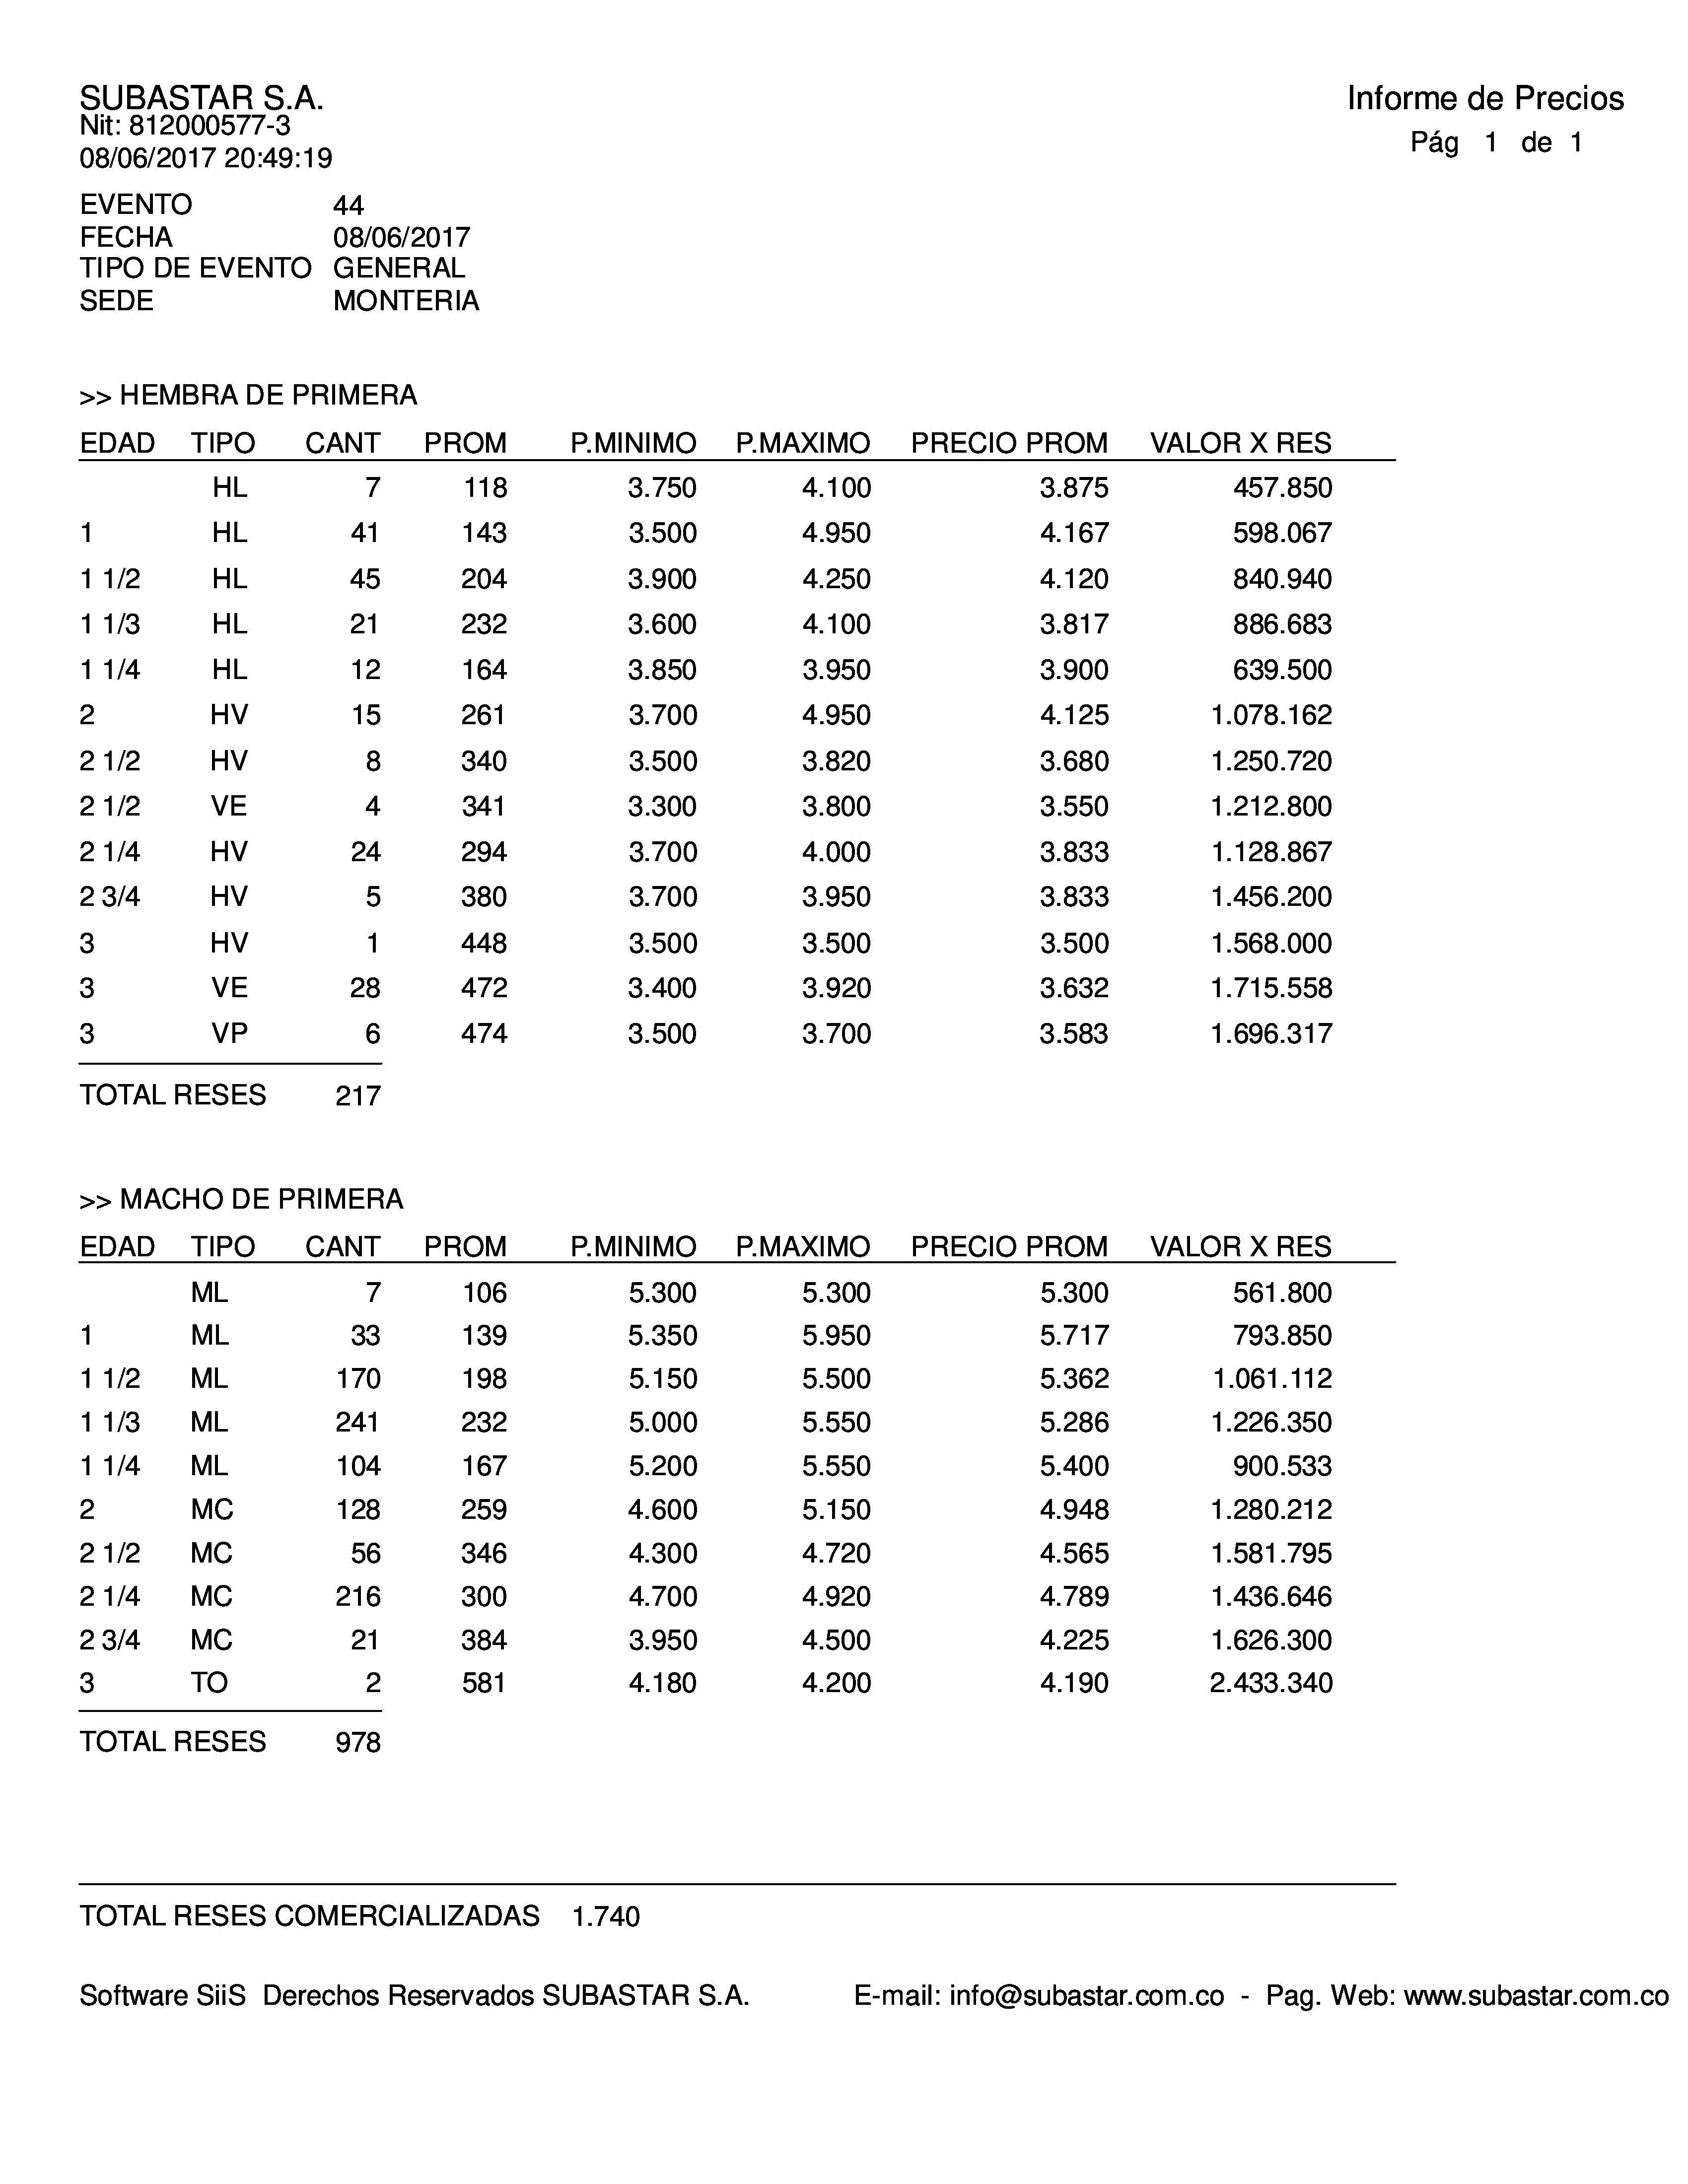 SUBASTAR S.A.
Informe de Precios
Nit: 812000577-3
Pág 1 de 1
08/06/2017 20:49:19
EVENTO 44
FECHA 08/06/2017
TIPO DE EVENTO GENERAL
SEDE MONTERIA
>> HEMBRA DE PRIMERA
EDAD TIPO CANT PROM P.MINIMO P.MAXIMO PRECIO PROM VALOR X RES
HL 7 118 3.750 4.100 3.875 457.850
1 HL 41 143 3.500 4.950 4.167 598.067
1 1/2 HL 45 204 3.900 4.250 4.120 840.940
1 1/3 HL 21 232 3.600 4.100 3.817 886.683
1 1/4 HL 12 164 3.850 3.950 3.900 639.500
2 HV 15 261 3.700 4.950 4.125 1.078.162
2 1/2 HV 8 340 3.500 3.820 3.680 1.250.720
2 1/2 VE 4 341 3.300 3.800 3.550 1.212.800
2 1/4 HV 24 294 3.700 4.000 3.833 1.128.867
2 3/4 HV 5 380 3.700 3.950 3.833 1.456.200
3 HV 1 448 3.500 3.500 3.500 1.568.000
3 VE 28 472 3.400 3.920 3.632 1.715.558
3 VP 6 474 3.500 3.700 3.583 1.696.317
TOTAL RESES 217
>> MACHO DE PRIMERA
EDAD TIPO CANT PROM P.MINIMO P.MAXIMO PRECIO PROM VALOR X RES
ML 7 106 5.300 5.300 5.300 561.800
1 ML 33 139 5.350 5.950 5.717 793.850
1 1/2 ML 170 198 5.150 5.500 5.362 1.061.112
1 1/3 ML 241 232 5.000 5.550 5.286 1.226.350
1 1/4 ML 104 167 5.200 5.550 5.400 900.533
2 MC 128 259 4.600 5.150 4.948 1.280.212
2 1/2 MC 56 346 4.300 4.720 4.565 1.581.795
2 1/4 MC 216 300 4.700 4.920 4.789 1.436.646
2 3/4 MC 21 384 3.950 4.500 4.225 1.626.300
3 TO 2 581 4.180 4.200 4.190 2.433.340
TOTAL RESES 978
TOTAL RESES COMERCIALIZADAS 1.740
Software SiiS Derechos Reservados SUBASTAR S.A. E-mail: info@subastar.com.co - Pag. Web: www.subastar.com.co